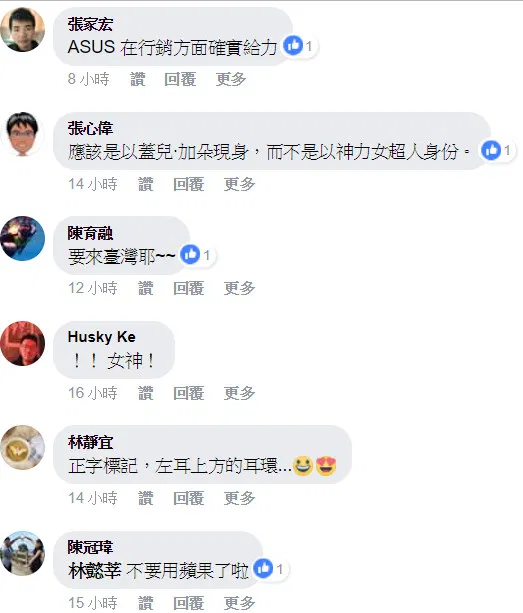 張家宏
ASUS 在行銷方面確實給力 1
8 小時 讚 回覆 更多
張心偉
應該是以蓋兒·加朵現身，而不是以神力女超人身份。 1
14 小時 讚 回覆 更多
陳育融
要來臺灣耶~~ 1
12 小時 讚 回覆 更多
Husky Ke
！！ 女神！
16 小時 讚 回覆 更多
林靜宜
正字標記，左耳上方的耳環...😀😍
14 小時 讚 回覆 更多
陳冠瑋
林懿莘 不要用蘋果了啦 1
15 小時 讚 回覆 更多